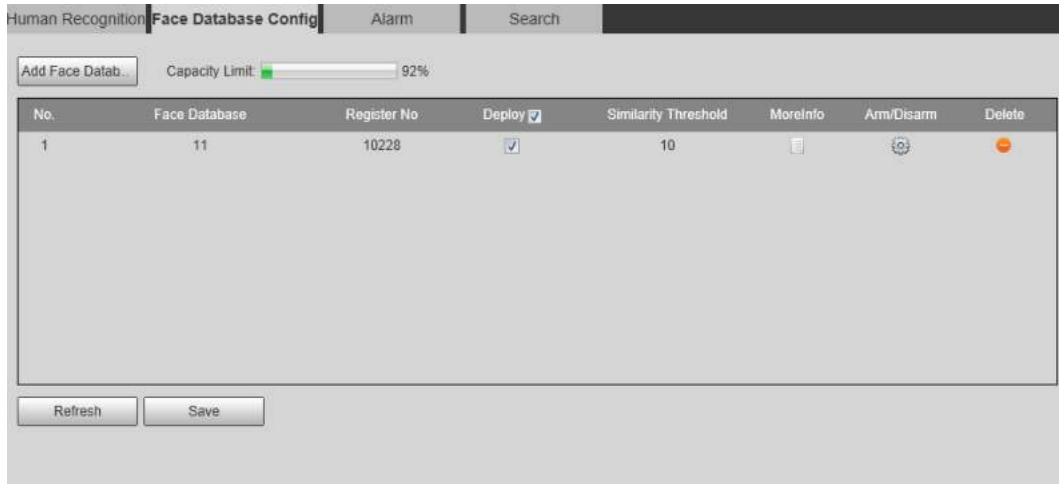 Human Recognition Face Database Config Alarm Search
Add Face Datab.. Capacity Limit: 92%
No. Face Database Register No Deploy Similarity Threshold MoreInfo Arm/Disarm Delete
1 11 10228 10
Refresh Save